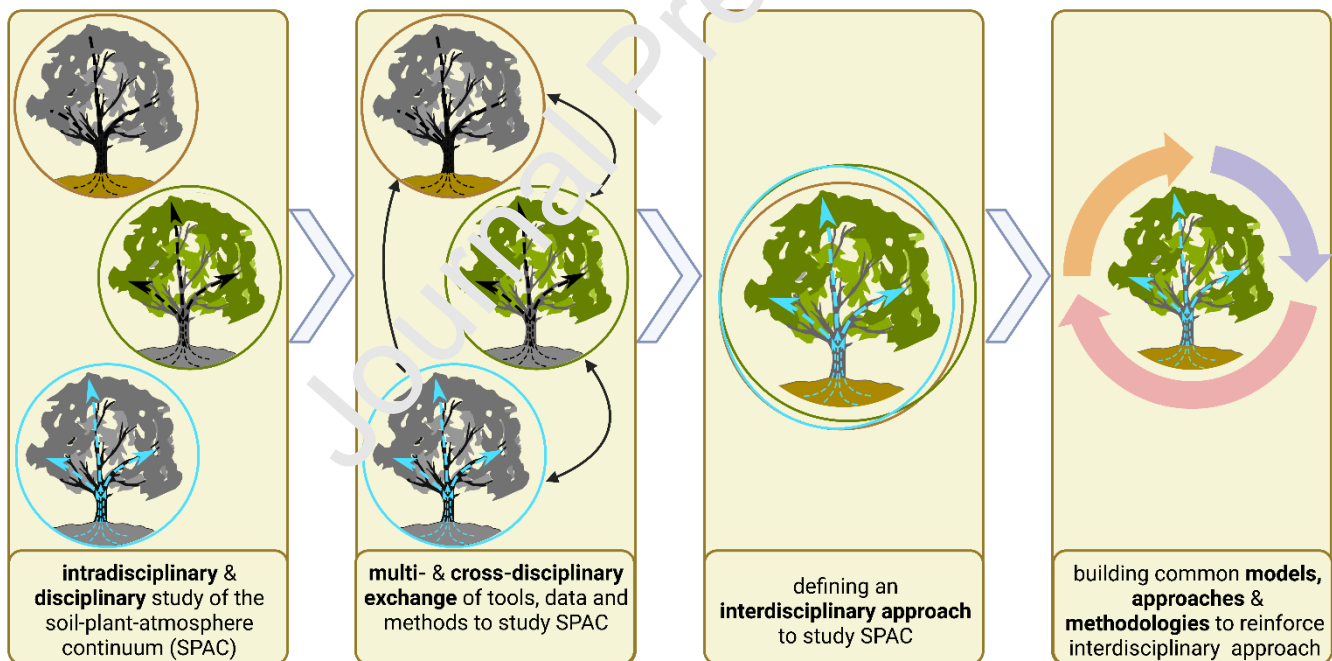 Journal Pre
intradisciplinary &
disciplinary study of the
soil-plant-atmosphere
continuum (SPAC)
multi- & cross-disciplinary
exchange of tools, data and
methods to study SPAC
defining an
interdisciplinary approach
to study SPAC
building common models,
approaches &
methodologies to reinforce
interdisciplinary approach